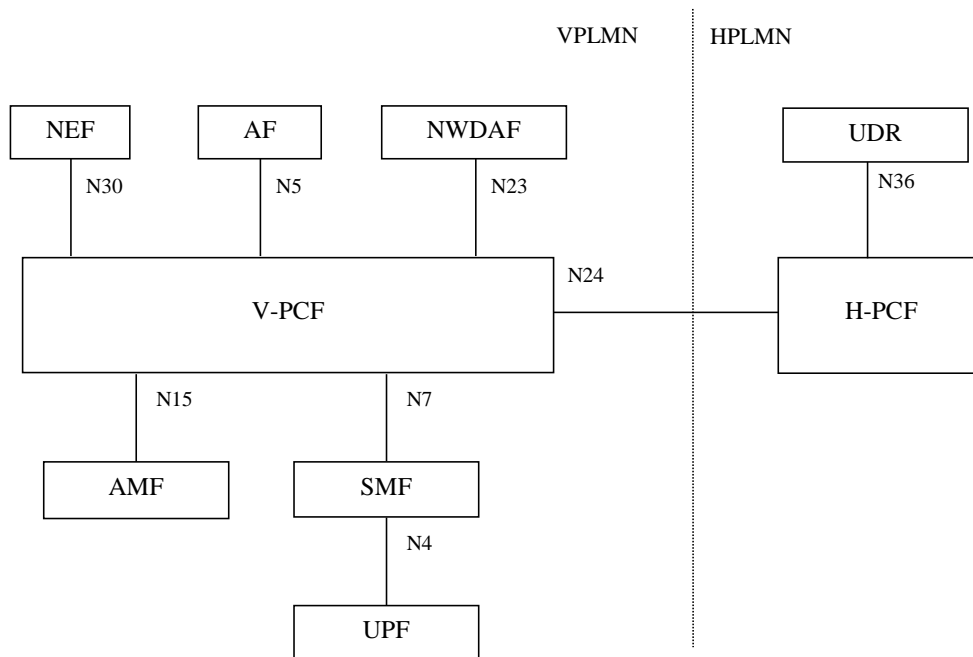 VPLMN
HPLMN
NEF
AF
NWDAF
UDR
N30
N5
N23
N36
N24
V-PCF
H-PCF
N15
N7
AMF
SMF
N4
UPF